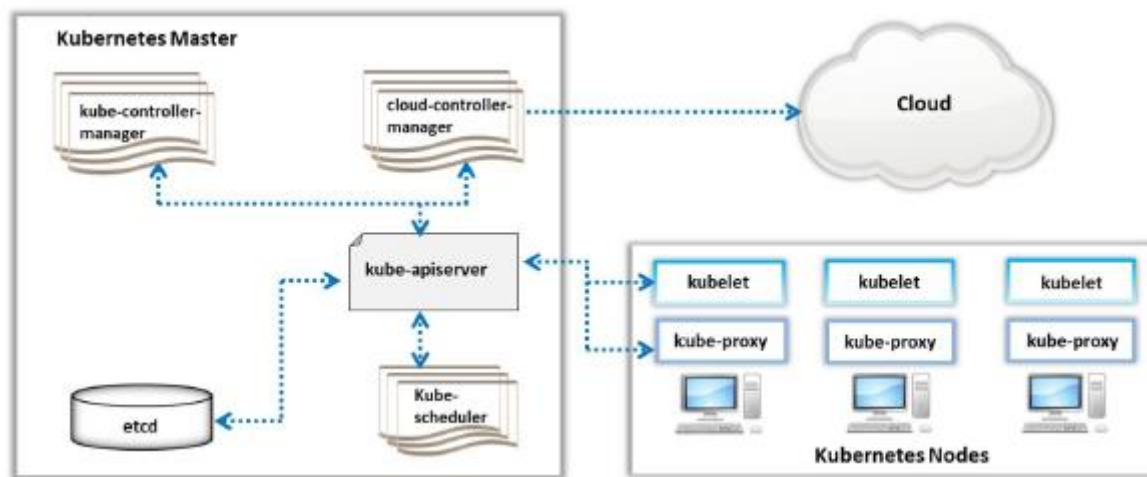 Kubernetes Master
kube-controller-
manager
cloud-controller-
manager
Cloud
kube-apiserver
kubelet
kubelet
kubelet
kube-proxy
kube-proxy
kube-proxy
etcd
Kube-
scheduler
Kubernetes Nodes